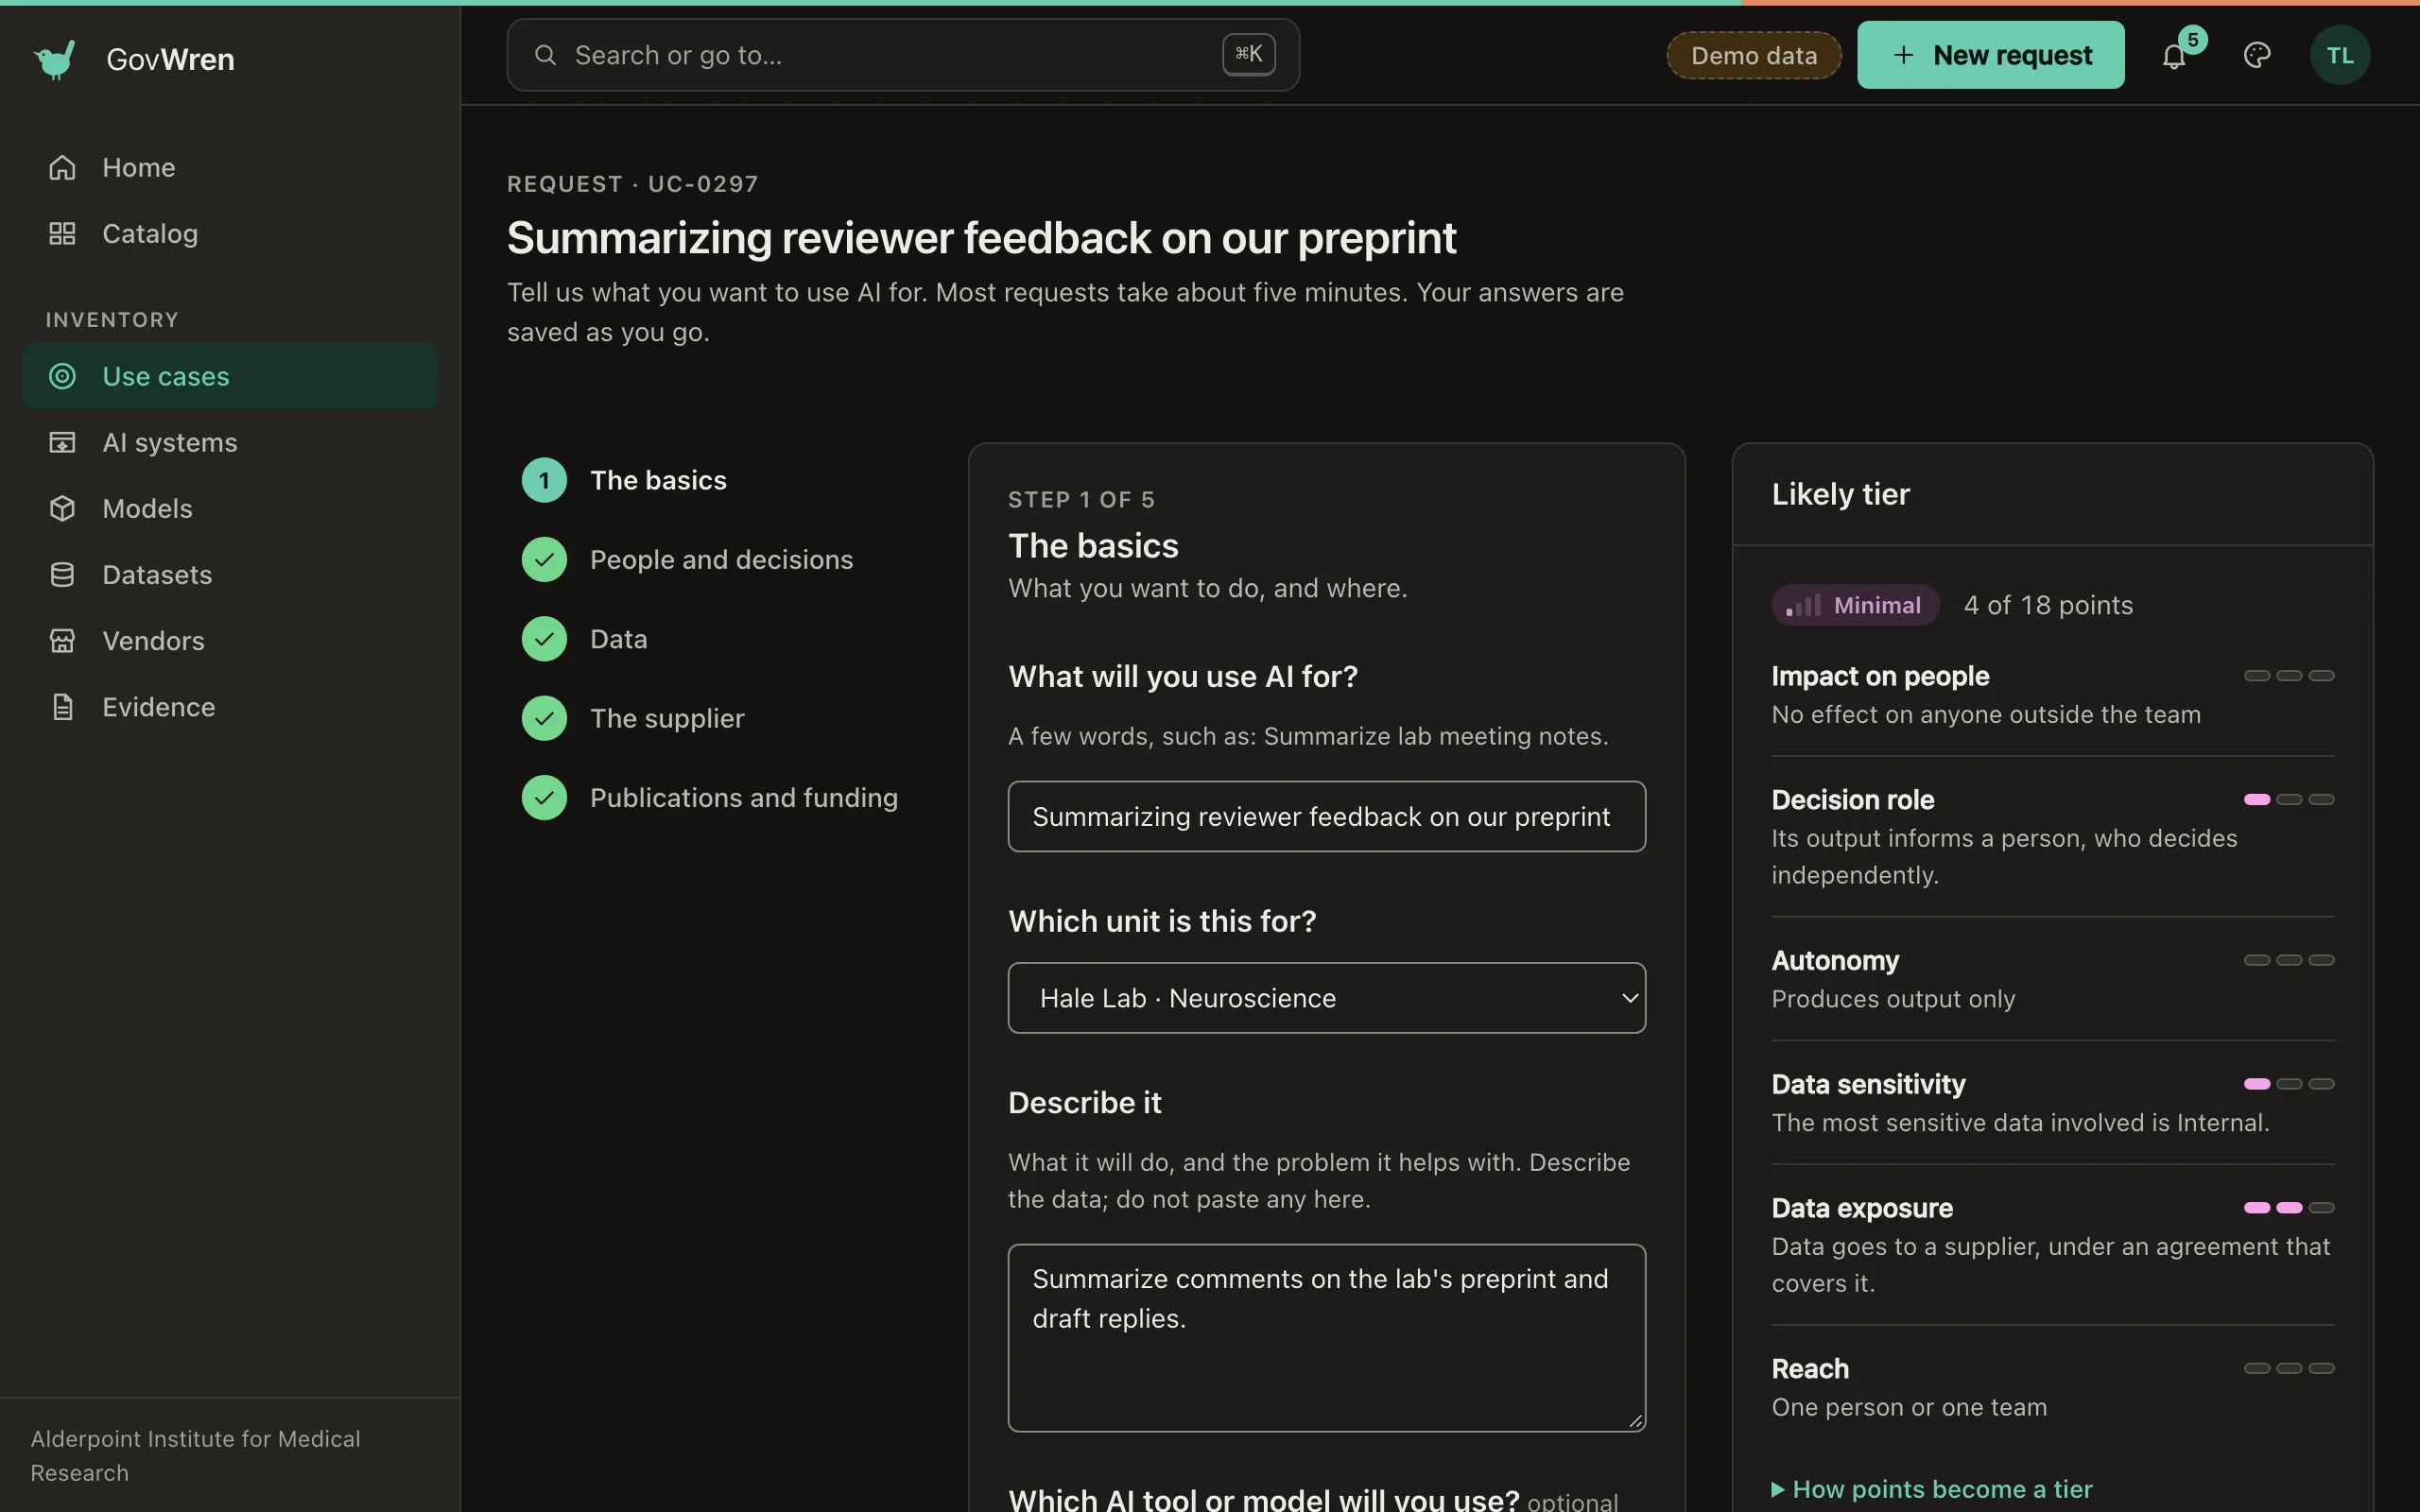 GovWren
Search or go to...
⌘K
Demo data
+ New request
5
TL
Home
Catalog
INVENTORY
Use cases
AI systems
Models
Datasets
Vendors
Evidence
Alderpoint Institute for Medical
Research
REQUEST · UC-0297
Summarizing reviewer feedback on our preprint
Tell us what you want to use AI for. Most requests take about five minutes. Your answers are
saved as you go.
1
The basics
People and decisions
Data
The supplier
Publications and funding
STEP 1 OF 5
The basics
What you want to do, and where.
What will you use AI for?
A few words, such as: Summarize lab meeting notes.
Summarizing reviewer feedback on our preprint
Which unit is this for?
Hale Lab · Neuroscience
Describe it
What it will do, and the problem it helps with. Describe
the data; do not paste any here.
Summarize comments on the lab's preprint and
draft replies.
Which AI tool or model will you use? optional
Likely tier
Minimal
4 of 18 points
Impact on people
No effect on anyone outside the team
Decision role
Its output informs a person, who decides
independently.
Autonomy
Produces output only
Data sensitivity
The most sensitive data involved is Internal.
Data exposure
Data goes to a supplier, under an agreement that
covers it.
Reach
One person or one team
How points become a tier